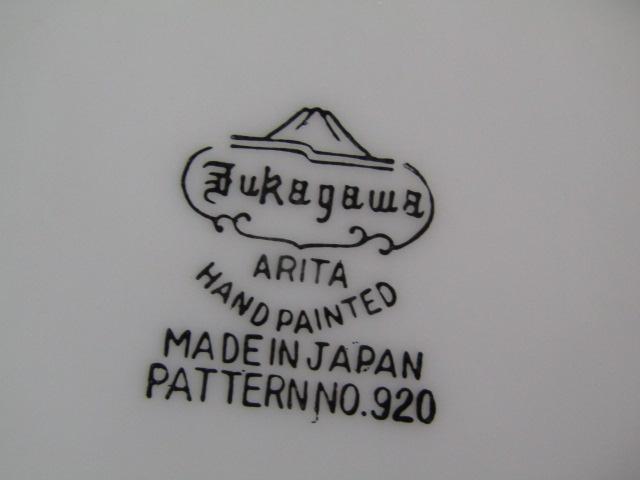 Fukagawa
ARITA
HAND PAINTED
MADE IN JAPAN
PATTERN NO. 920